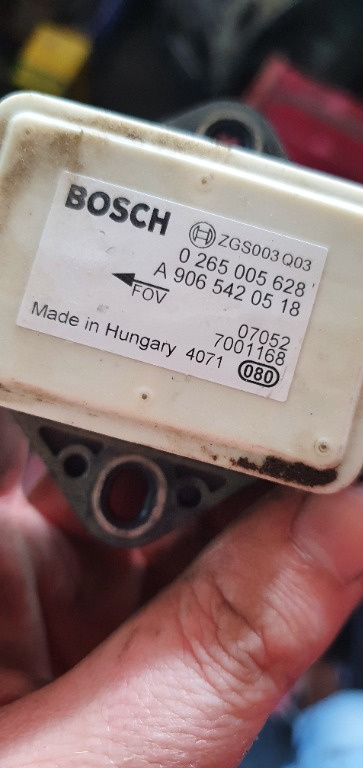 BOSCH
ZGS003 Q03
0 265 005 628
A 906 542 05 18
FOV
07052
7001168
Made in Hungary 4071
080